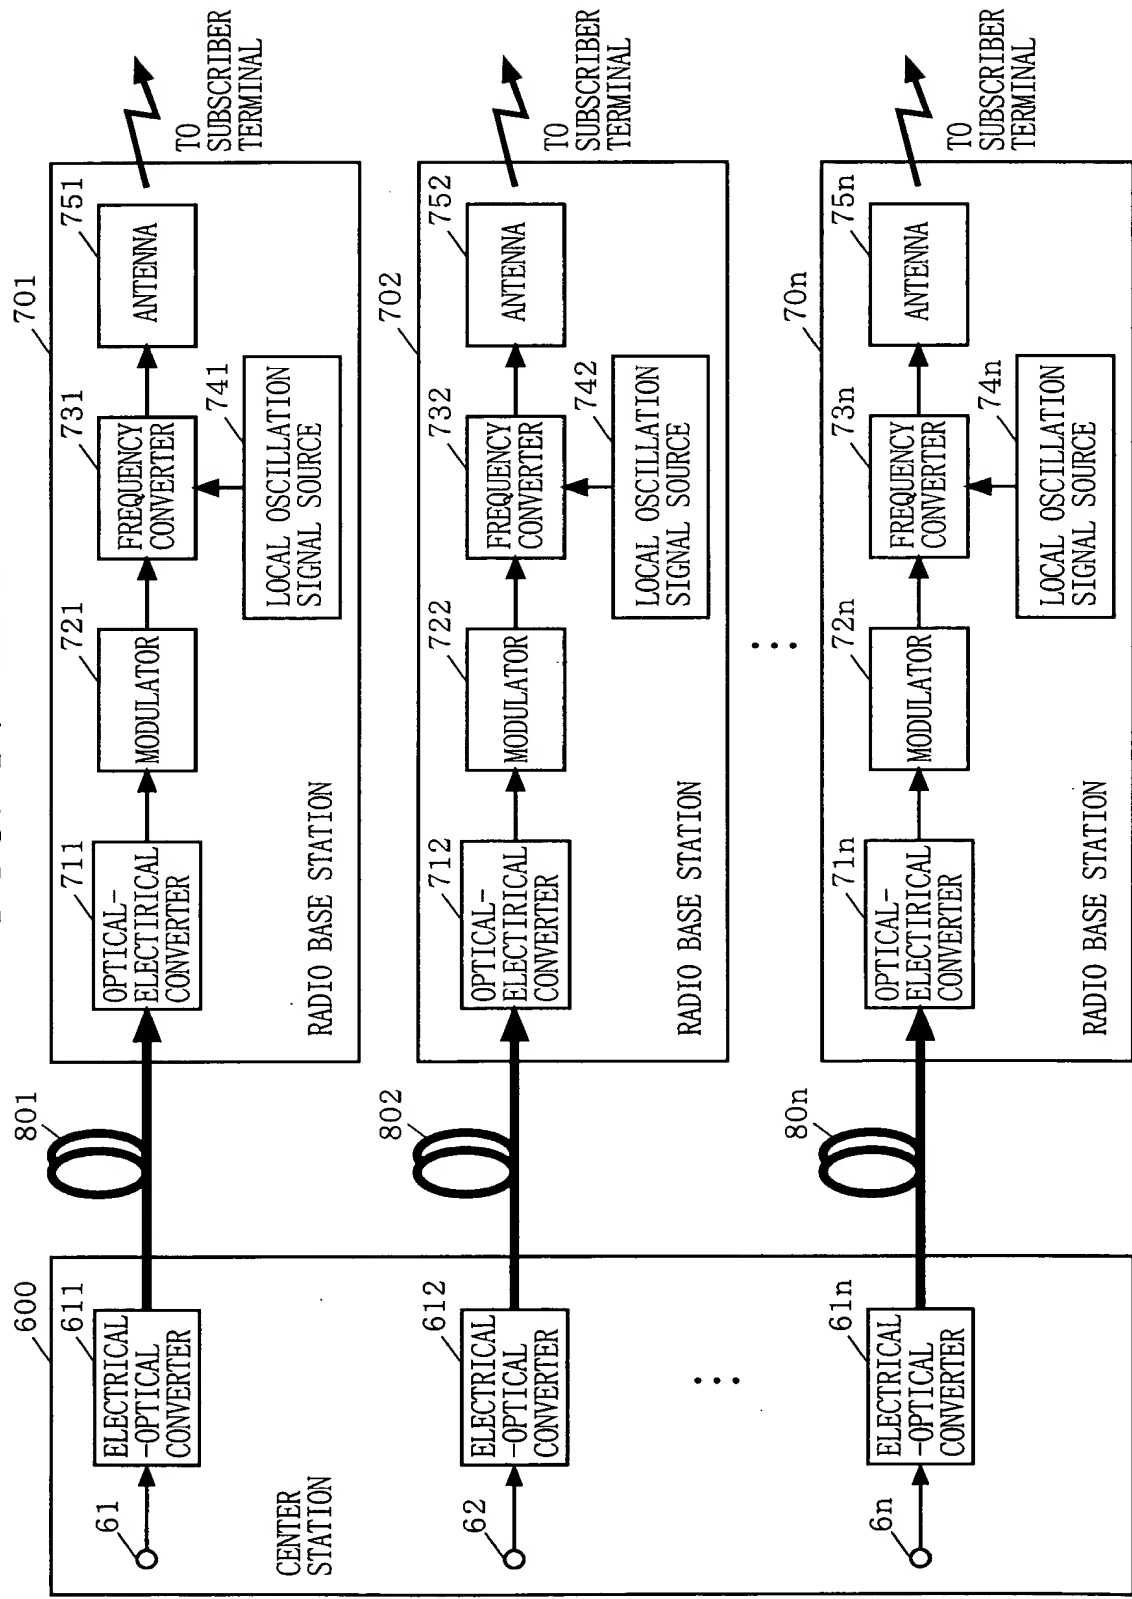 600
611
ELECTRICAL
-OPTICAL
CONVERTER
61
CENTER
STATION
801
701
711
OPTICAL-
ELECTIRICAL
CONVERTER
721
MODULATOR
731
FREQUENCY
CONVERTER
741
LOCAL OSCILLATION
SIGNAL SOURCE
751
ANTENNA
RADIO BASE STATION
TO
SUBSCRIBER
TERMINAL
612
ELECTRICAL
-OPTICAL
CONVERTER
62
802
702
712
OPTICAL-
ELECTIRICAL
CONVERTER
722
MODULATOR
732
FREQUENCY
CONVERTER
742
LOCAL OSCILLATION
SIGNAL SOURCE
752
ANTENNA
RADIO BASE STATION
TO
SUBSCRIBER
TERMINAL
...
...
61n
ELECTRICAL
-OPTICAL
CONVERTER
6n
80n
70n
71n
OPTICAL-
ELECTIRICAL
CONVERTER
72n
MODULATOR
73n
FREQUENCY
CONVERTER
74n
LOCAL OSCILLATION
SIGNAL SOURCE
75n
ANTENNA
RADIO BASE STATION
TO
SUBSCRIBER
TERMINAL